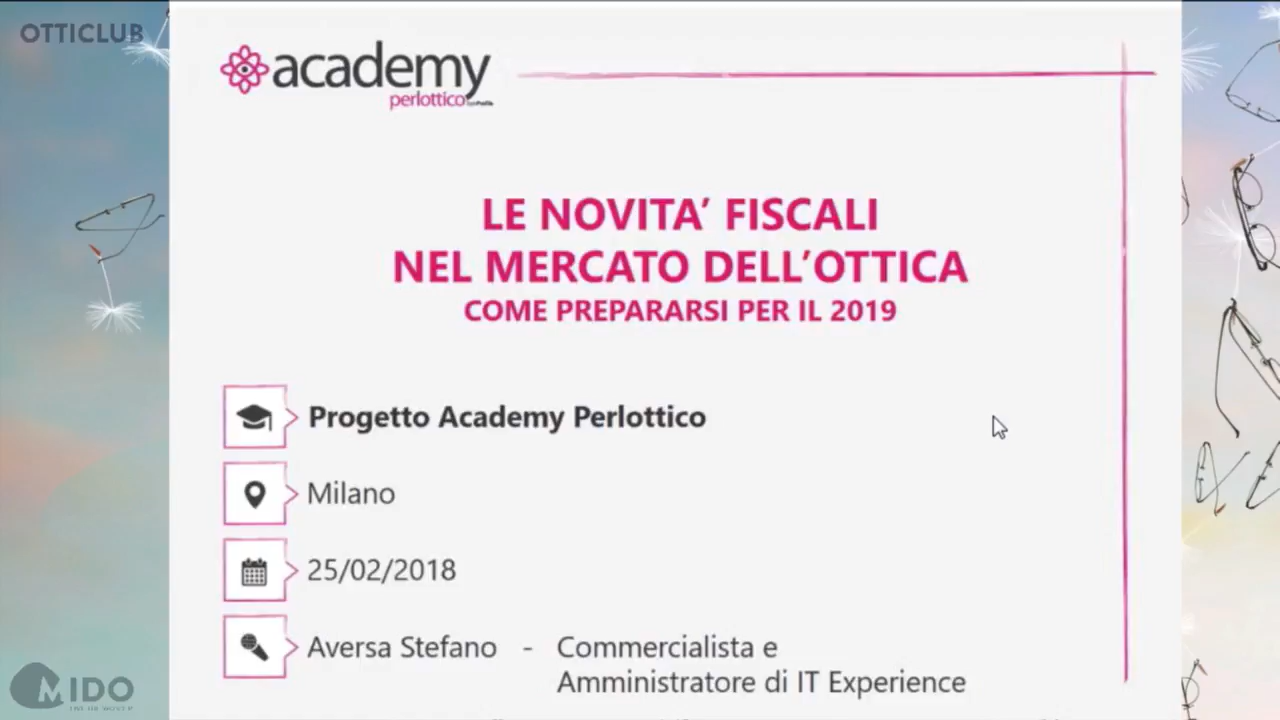 OTTICLUB
academy
perlottico
LE NOVITA’ FISCALI
NEL MERCATO DELL’OTTICA
COME PREPARARSI PER IL 2019
Progetto Academy Perlottico
Milano
25/02/2018
Aversa Stefano - Commercialista e
Amministratore di IT Experience
MIDO